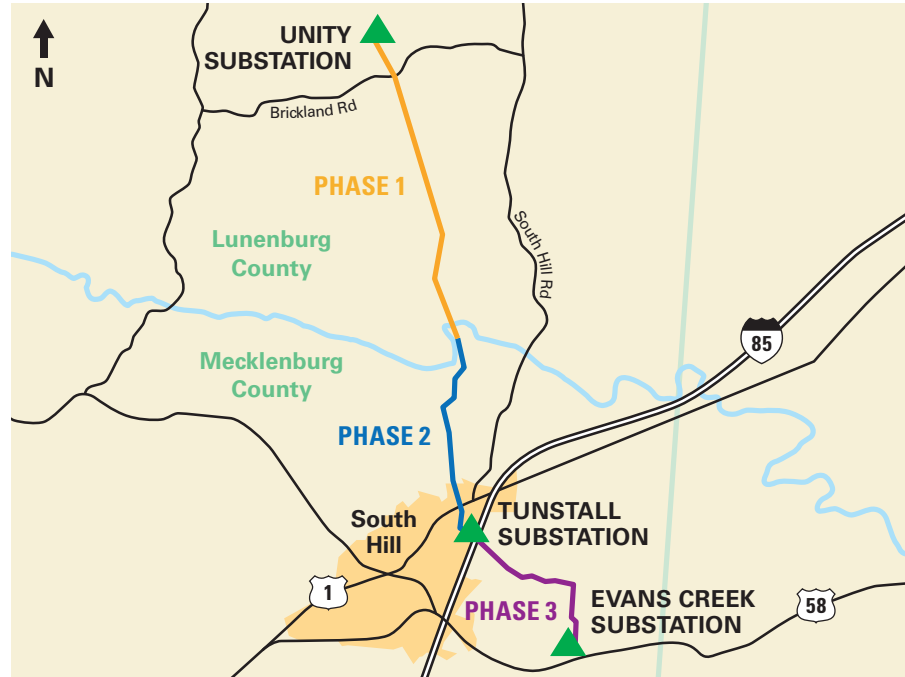 UNITY
SUBSTATION
N
Brickland Rd
PHASE 1
South Hill Rd
Lunenburg
County
85
Mecklenburg
County
PHASE 2
South
Hill
TUNSTALL
SUBSTATION
1
PHASE 3
EVANS CREEK
SUBSTATION
58